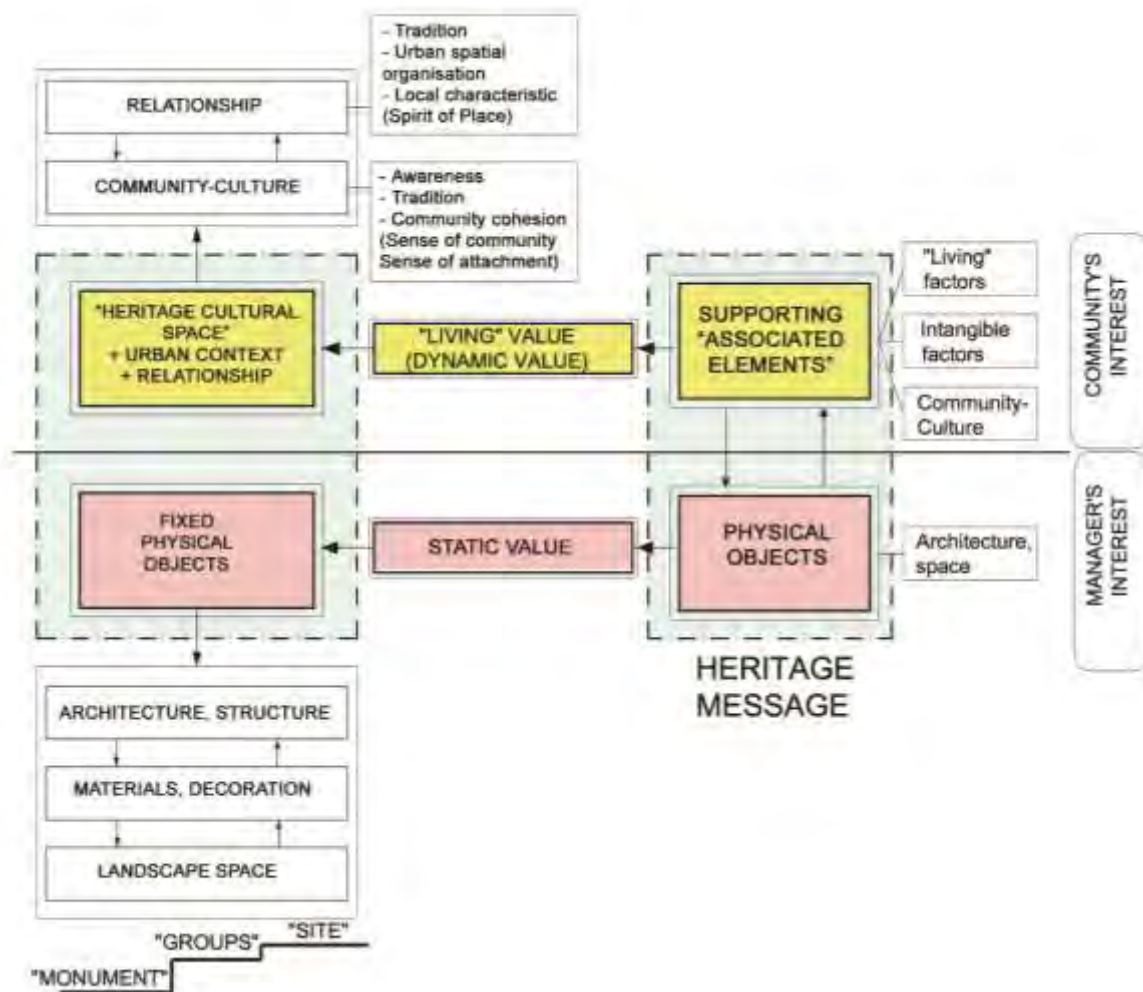 - Tradition
- Urban spatial
organisation
- Local characteristic
(Spirit of Place)
RELATIONSHIP
COMMUNITY-CULTURE
- Awareness
- Tradition
- Community cohesion
(Sense of community
Sense of attachment)
"HERITAGE CULTURAL
SPACE"
+ URBAN CONTEXT
+ RELATIONSHIP
"LIVING" VALUE
(DYNAMIC VALUE)
SUPPORTING
"ASSOCIATED
ELEMENTS"
"Living"
factors
Intangible
factors
Community-
Culture
COMMUNITY'S
INTEREST
FIXED
PHYSICAL
OBJECTS
STATIC VALUE
PHYSICAL
OBJECTS
Architecture,
space
MANAGER'S
INTEREST
HERITAGE
MESSAGE
ARCHITECTURE, STRUCTURE
MATERIALS, DECORATION
LANDSCAPE SPACE
"SITE"
"GROUPS"
"MONUMENT"